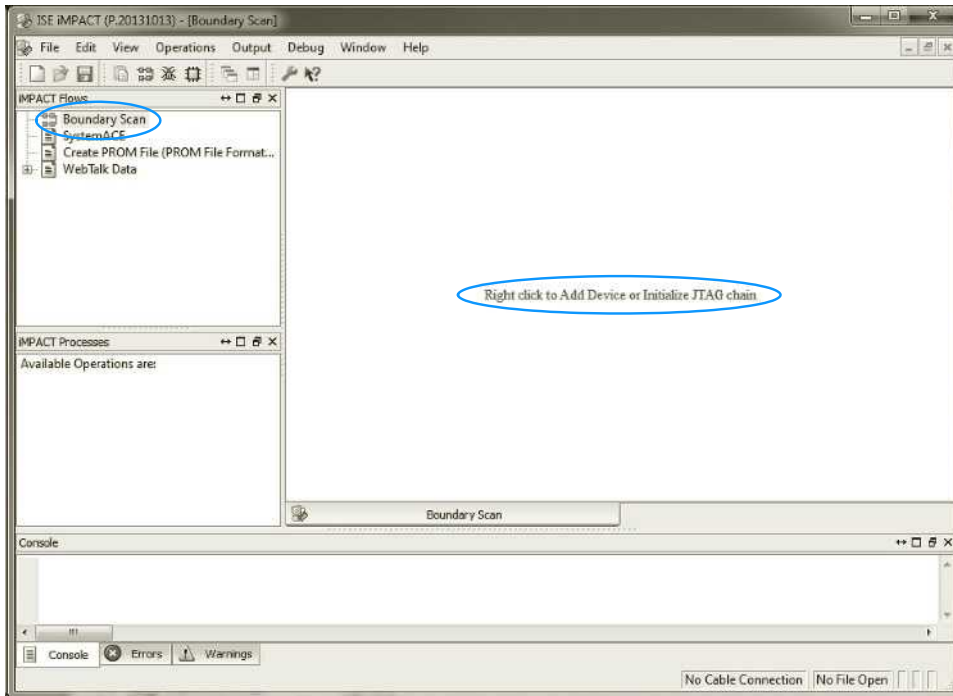 ISE iMPACT (P.20131013) - [Boundary Scan]
File Edit View Operations Output Debug Window Help
iMPACT Flows
Boundary Scan
SystemACE
Create PROM File (PROM File Format...
WebTalk Data
Right click to Add Device or Initialize JTAG chain
iMPACT Processes
Available Operations are:
Boundary Scan
Console
Console Errors Warnings
No Cable Connection No File Open